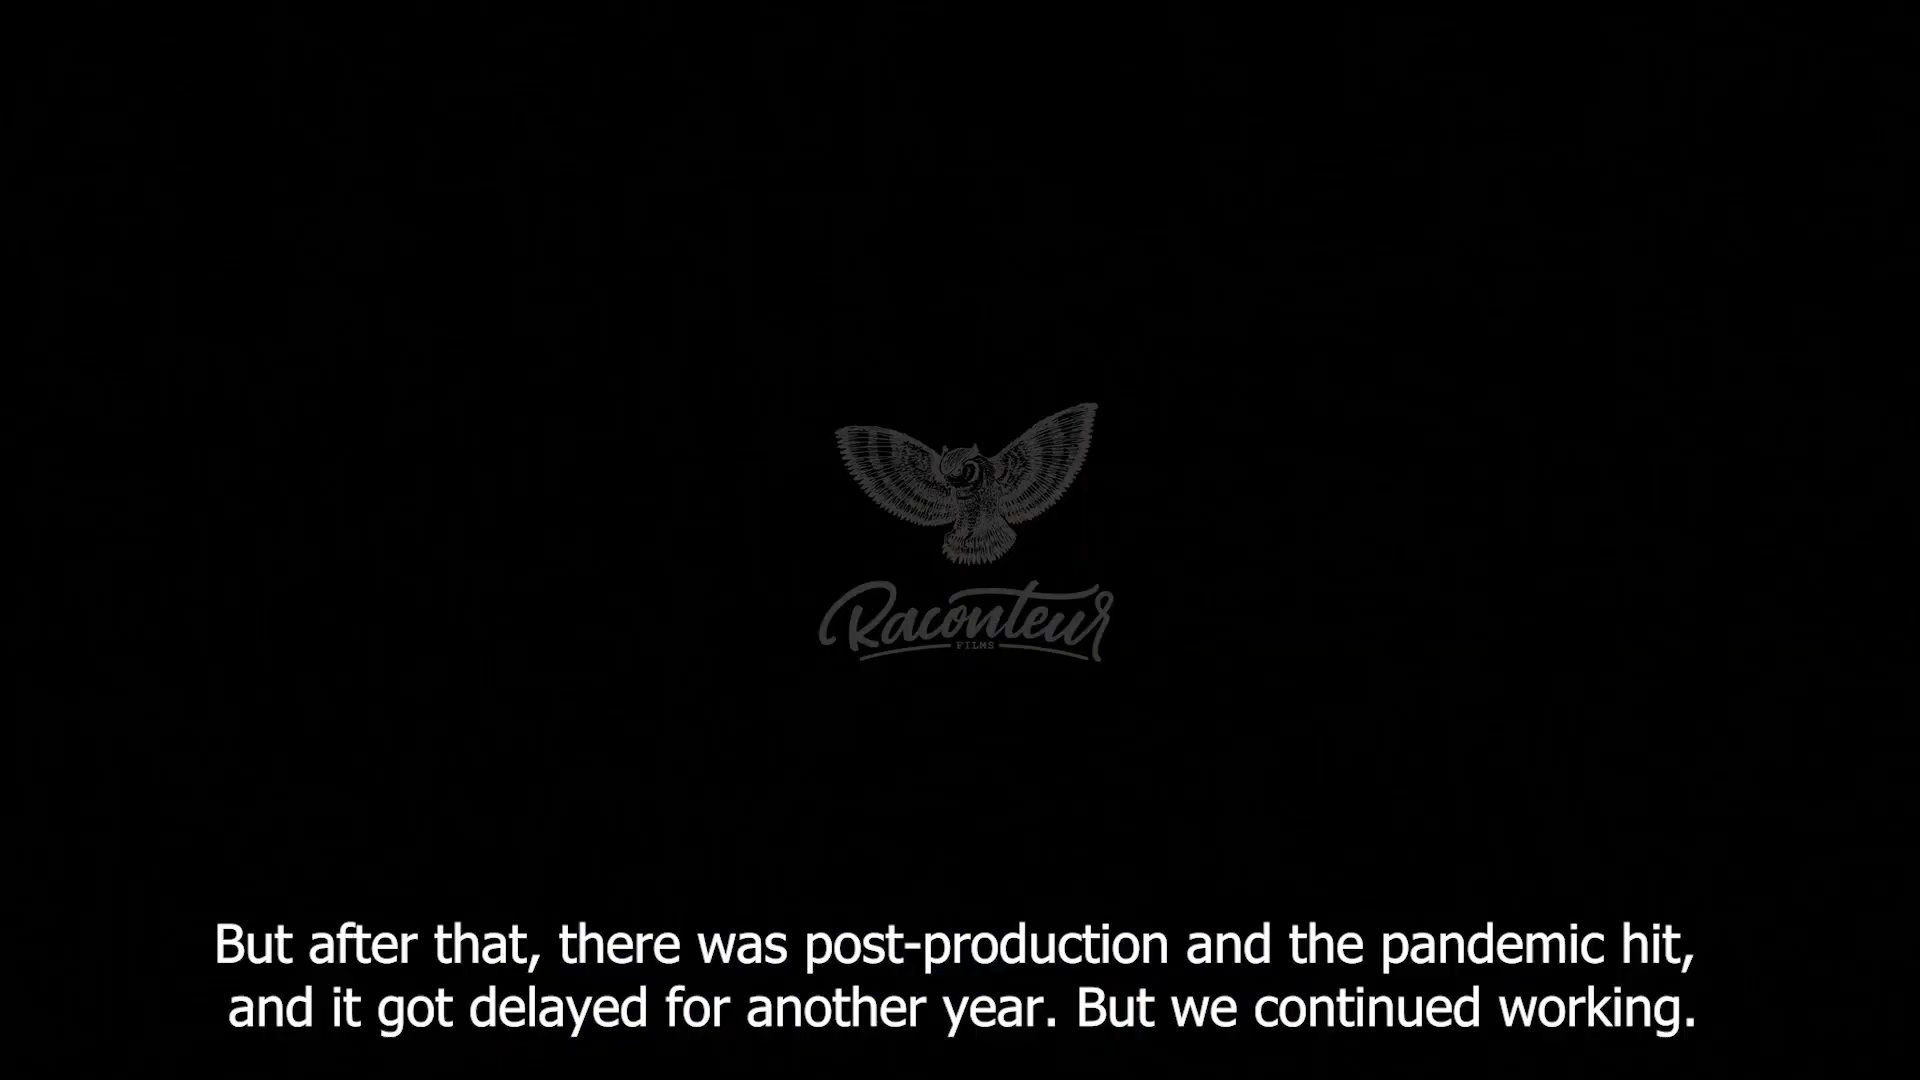 Raconteur
FILMS
But after that, there was post-production and the pandemic hit,
and it got delayed for another year. But we continued working.